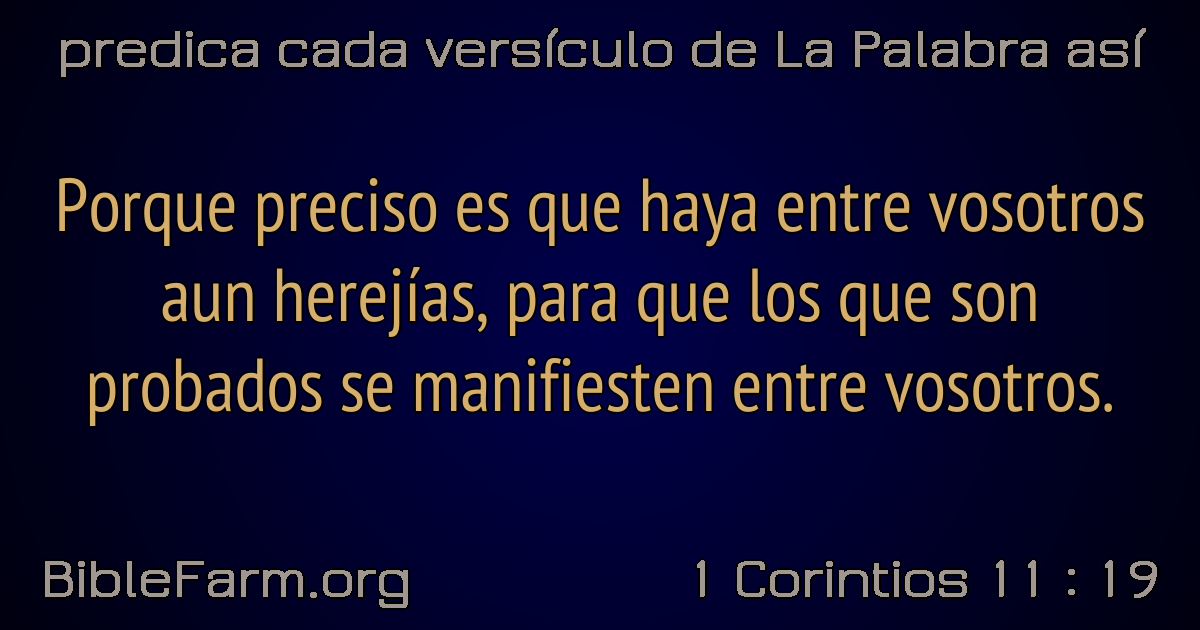 predica cada versículo de La Palabra así
Porque preciso es que haya entre vosotros
aun herejías, para que los que son
probados se manifiesten entre vosotros.
BibleFarm.org
1 Corintios 11 : 19